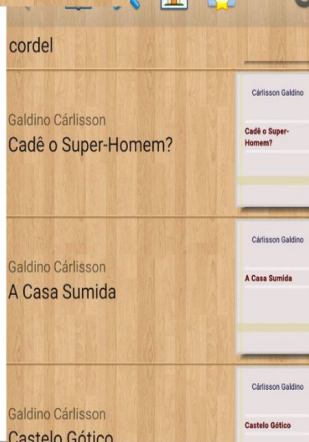 cordel
Galdino Cárlisson
Cadê o Super-Homem?
Cárlisson Galdino
Cadê o Super-
Homem?
Galdino Cárlisson
A Casa Sumida
Cárlisson Galdino
A Casa Sumida
Galdino Cárlisson
Castelo Gótico
Cárlisson Galdino
Castelo Gótico